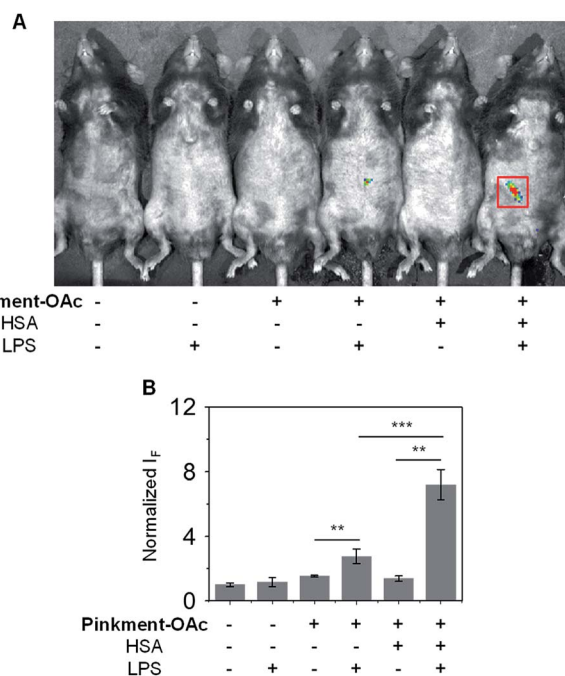 A
ment-OAc - - + + + +
HSA - - - - + +
LPS - + - + - +
B
12
***
**
8
**
4
0
Normalized IF
Pinkment-OAc - - + + + +
HSA - - - - + +
LPS - + - + - +